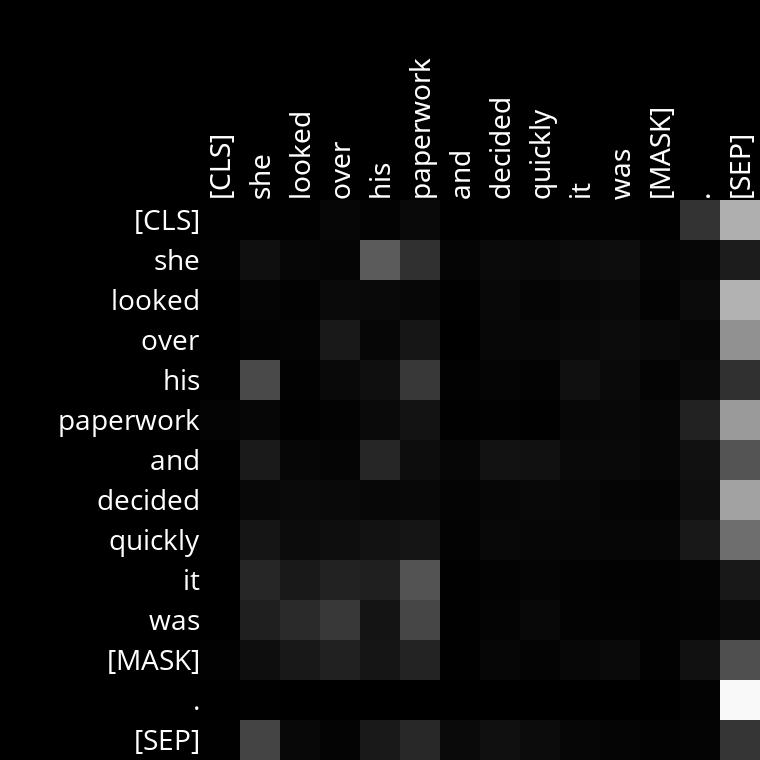 [CLS] she looked over his paperwork and decided quickly it was [MASK] . [SEP]
[CLS]
she
looked
over
his
paperwork
and
decided
quickly
it
was
[MASK]
.
[SEP]